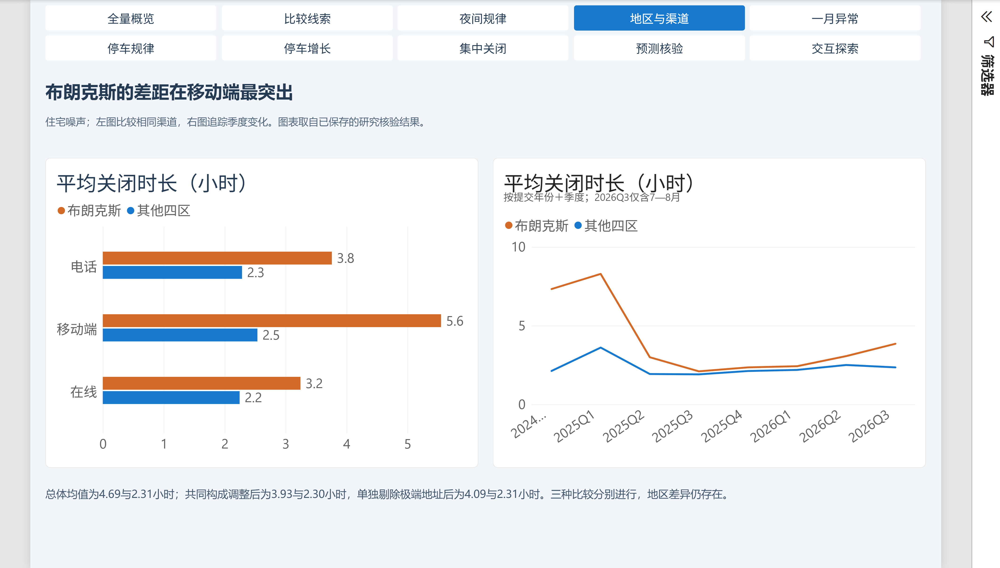 全量概览
比较线索
夜间规律
地区与渠道
一月异常
停车规律
停车增长
集中关闭
预测核验
交互探索
筛选器
布朗克斯的差距在移动端最突出
住宅噪声；左图比较相同渠道，右图追踪季度变化。图表取自已保存的研究核验结果。
平均关闭时长（小时）
布朗克斯 其他四区
电话
3.8
2.3
移动端
5.6
2.5
在线
3.2
2.2
0 1 2 3 4 5
平均关闭时长（小时）
按提交年份＋季度；2026Q3仅含7—8月
布朗克斯 其他四区
10
5
0
2024... 2025Q1 2025Q2 2025Q3 2025Q4 2026Q1 2026Q2 2026Q3
总体均值为4.69与2.31小时；共同构成调整后为3.93与2.30小时，单独剔除极端地址后为4.09与2.31小时。三种比较分别进行，地区差异仍存在。